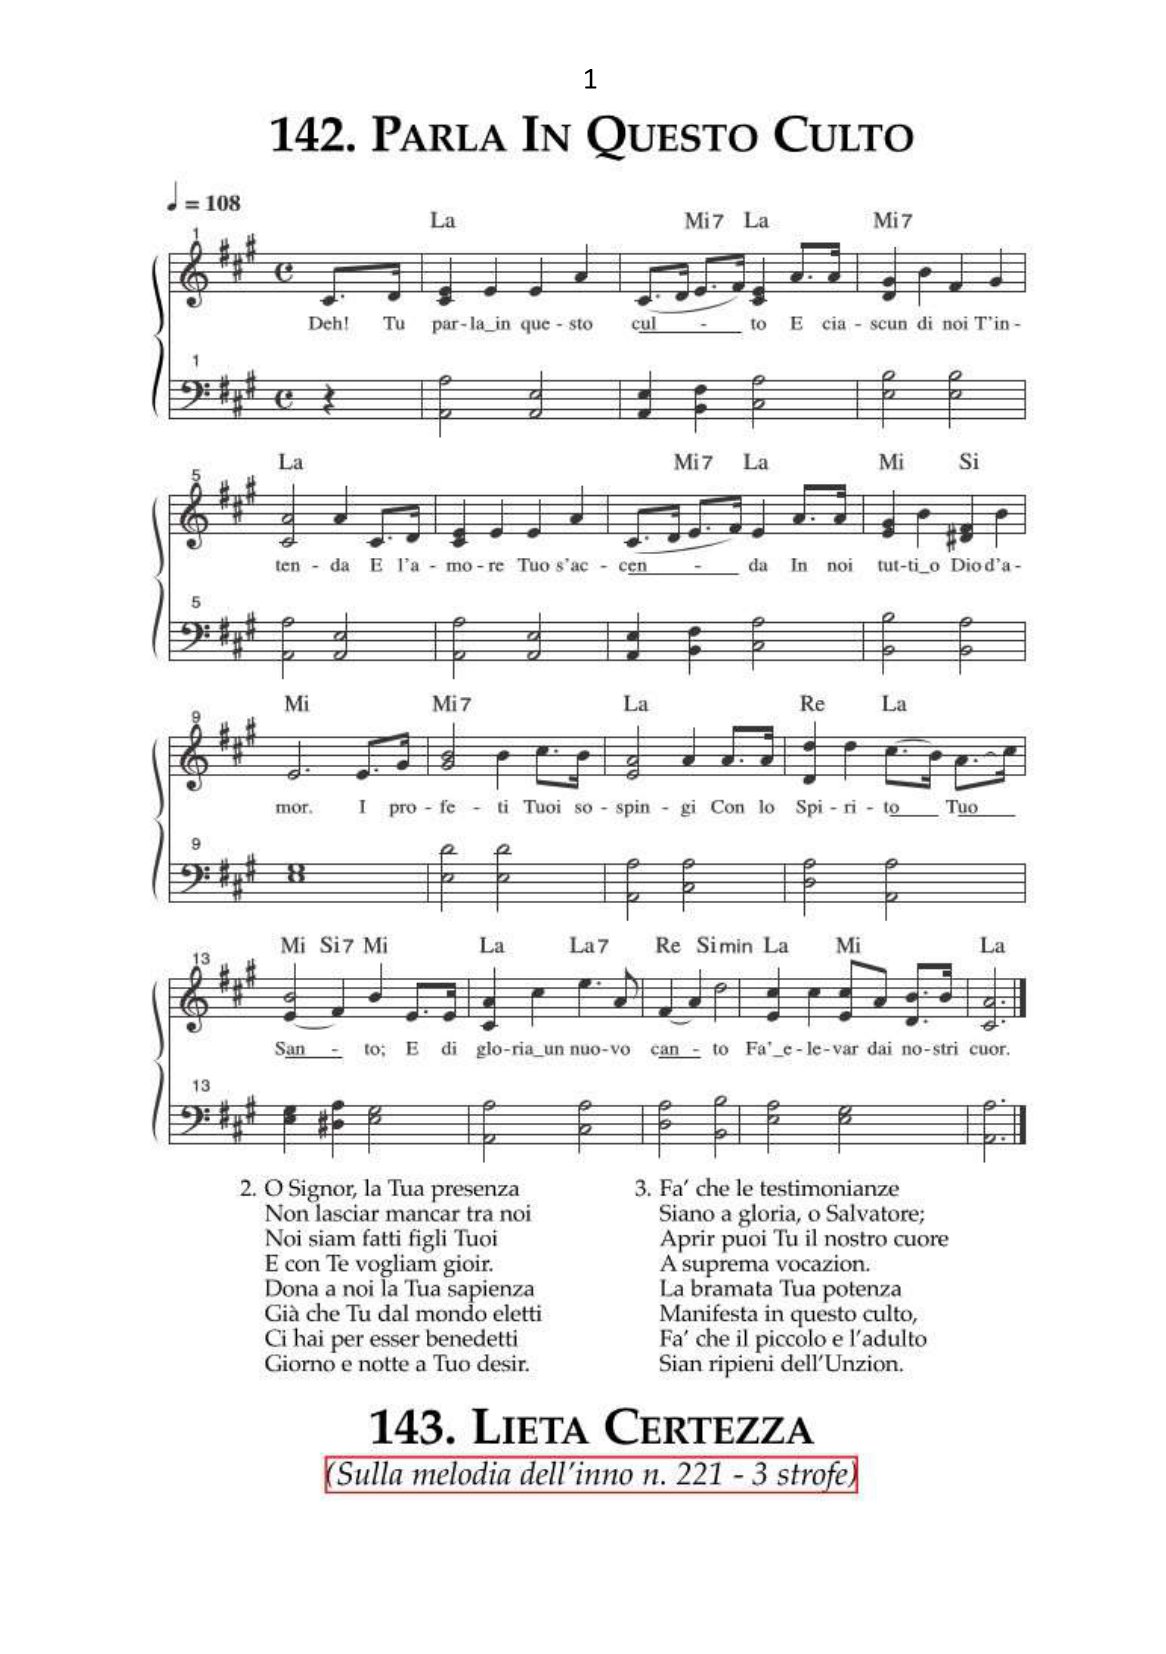 1
142. PARLA IN QUESTO CULTO
♩ = 108
La Mi7 La Mi7
1
Deh! Tu par-la_in que-sto cul - to E cia-scun di noi T'in-
1
La Mi7 La Mi Si
5
ten - da E l'a - mo - re Tuo s'ac - cen - da In noi tut-ti_o Dio d'a-
5
Mi Mi7 La Re La
9
mor. I pro - fe - ti Tuoi so - spin - gi Con lo Spi - ri - to Tuo
9
Mi Si7 Mi La La7 Re Simin La Mi La
13
San - to; E di glo-ria_un nuo-vo can - to Fa'_e-le-var dai no-stri cuor.
13
2. O Signor, la Tua presenza
Non lasciar mancar tra noi
Noi siam fatti figli Tuoi
E con Te vogliam gioir.
Dona a noi la Tua sapienza
Già che Tu dal mondo eletti
Ci hai per esser benedetti
Giorno e notte a Tuo desir.
3. Fa' che le testimonianze
Siano a gloria, o Salvatore;
Aprir puoi Tu il nostro cuore
A suprema vocazion.
La bramata Tua potenza
Manifesta in questo culto,
Fa' che il piccolo e l'adulto
Sian ripieni dell'Unzion.
143. LIETA CERTEZZA
(Sulla melodia dell'inno n. 221 - 3 strofe)